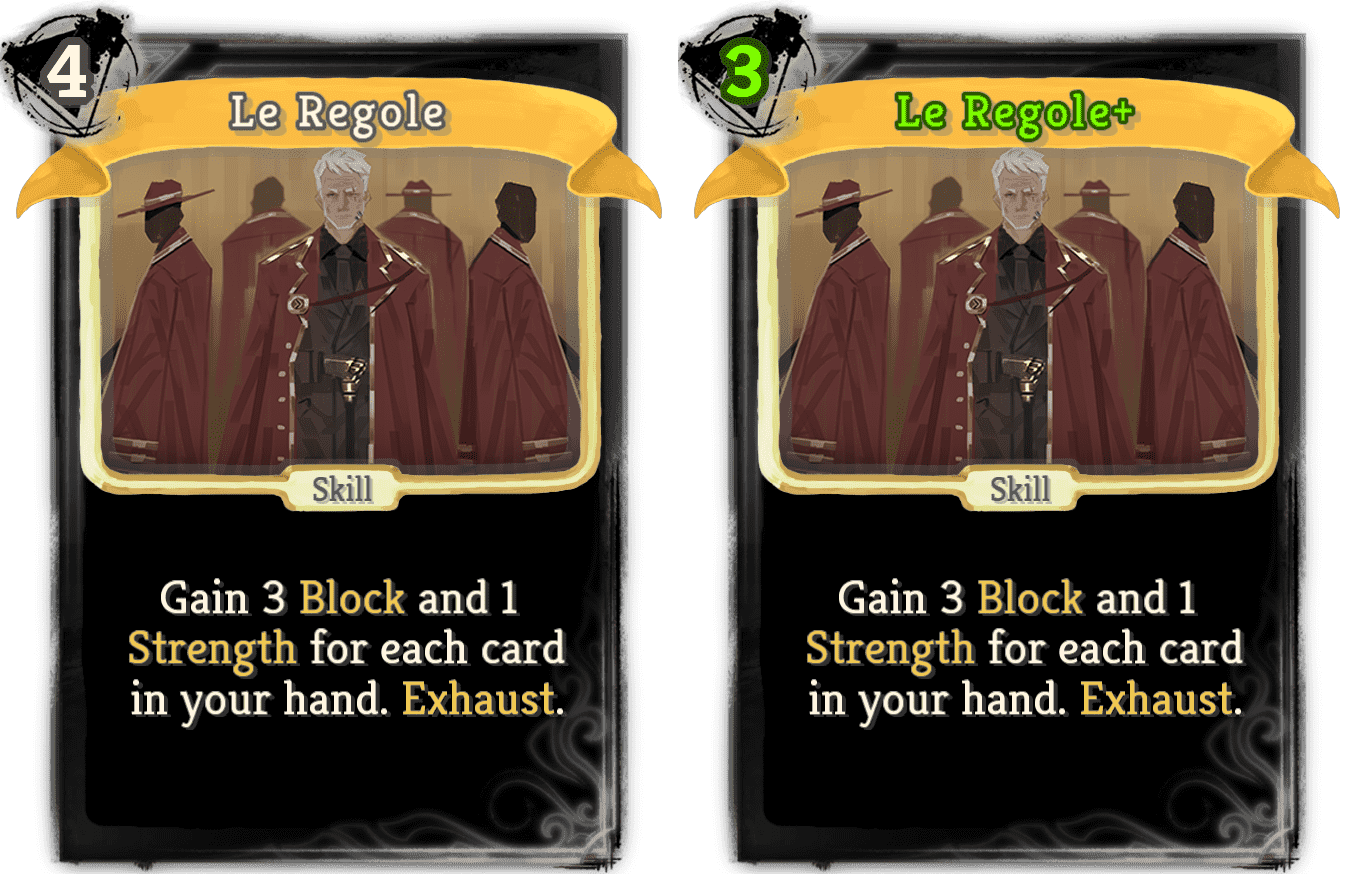 4
Le Regole
Skill
Gain 3 Block and 1
Strength for each card
in your hand. Exhaust.
3
Le Regole+
Skill
Gain 3 Block and 1
Strength for each card
in your hand. Exhaust.